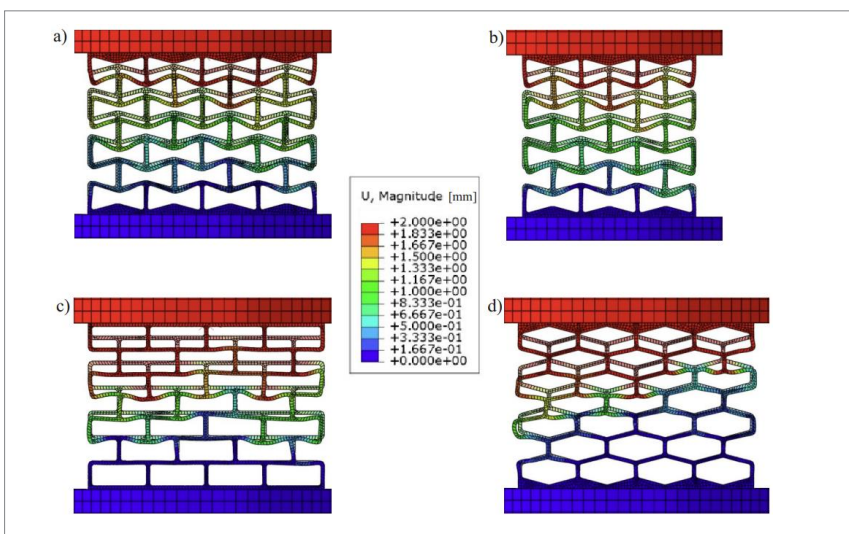 a)
b)
U, Magnitude [mm]
+2.000e+00
+1.833e+00
+1.667e+00
+1.500e+00
+1.333e+00
+1.167e+00
+1.000e+00
+8.333e-01
+6.667e-01
+5.000e-01
+3.333e-01
+1.667e-01
+0.000e+00
c)
d)